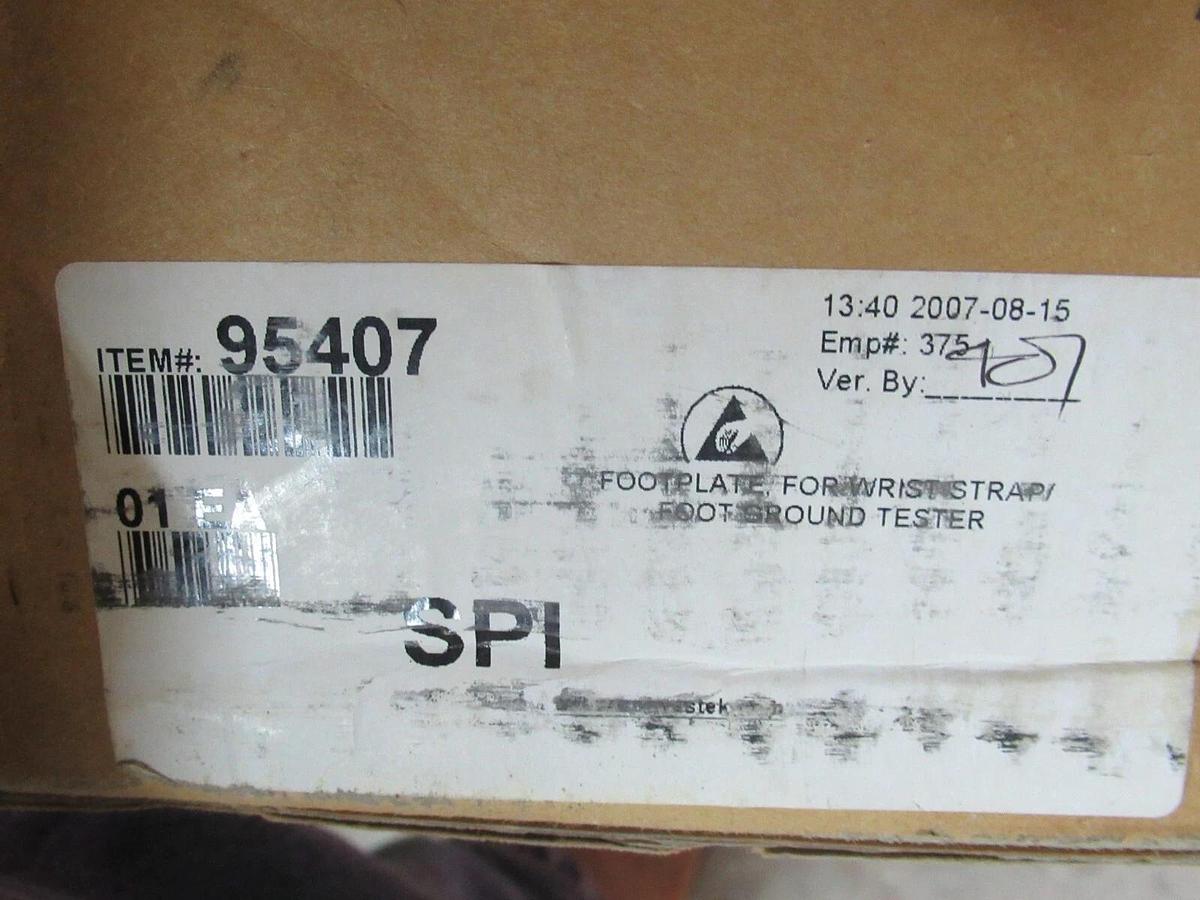 ITEM#: 95407
13:40 2007-08-15
Emp#: 375
Ver. By:
01 EA
FOOTPLATE, FOR WRIST STRAP/
FOOT GROUND TESTER
SPI